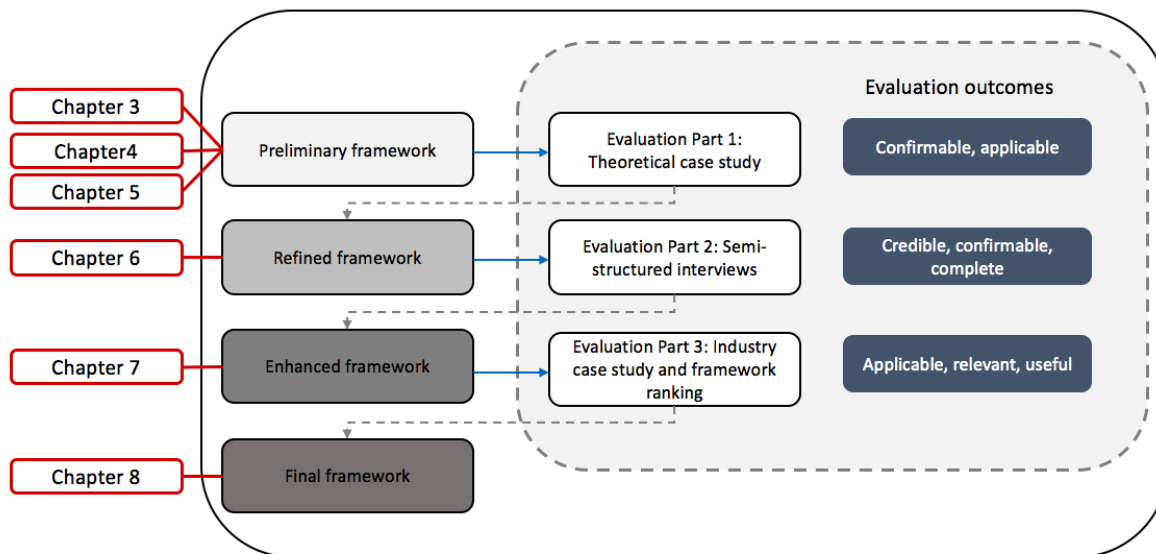 Evaluation outcomes
Chapter 3
Chapter4
Chapter 5
Preliminary framework
Evaluation Part 1:
Theoretical case study
Confirmable, applicable
Chapter 6
Refined framework
Evaluation Part 2: Semi-
structured interviews
Credible, confirmable,
complete
Chapter 7
Enhanced framework
Evaluation Part 3: Industry
case study and framework
ranking
Applicable, relevant, useful
Chapter 8
Final framework